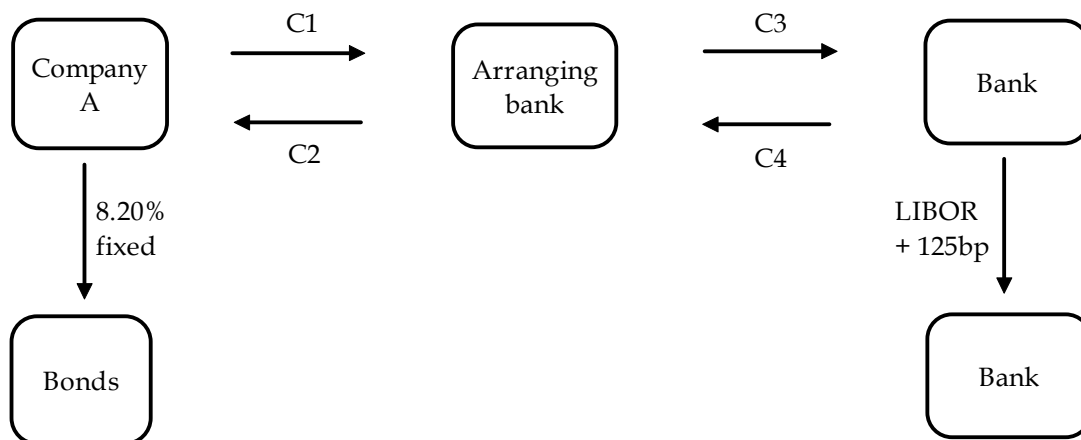 C1
C3
Company
A
Arranging
bank
Bank
C2
C4
8.20%
fixed
LIBOR
+ 125bp
Bonds
Bank